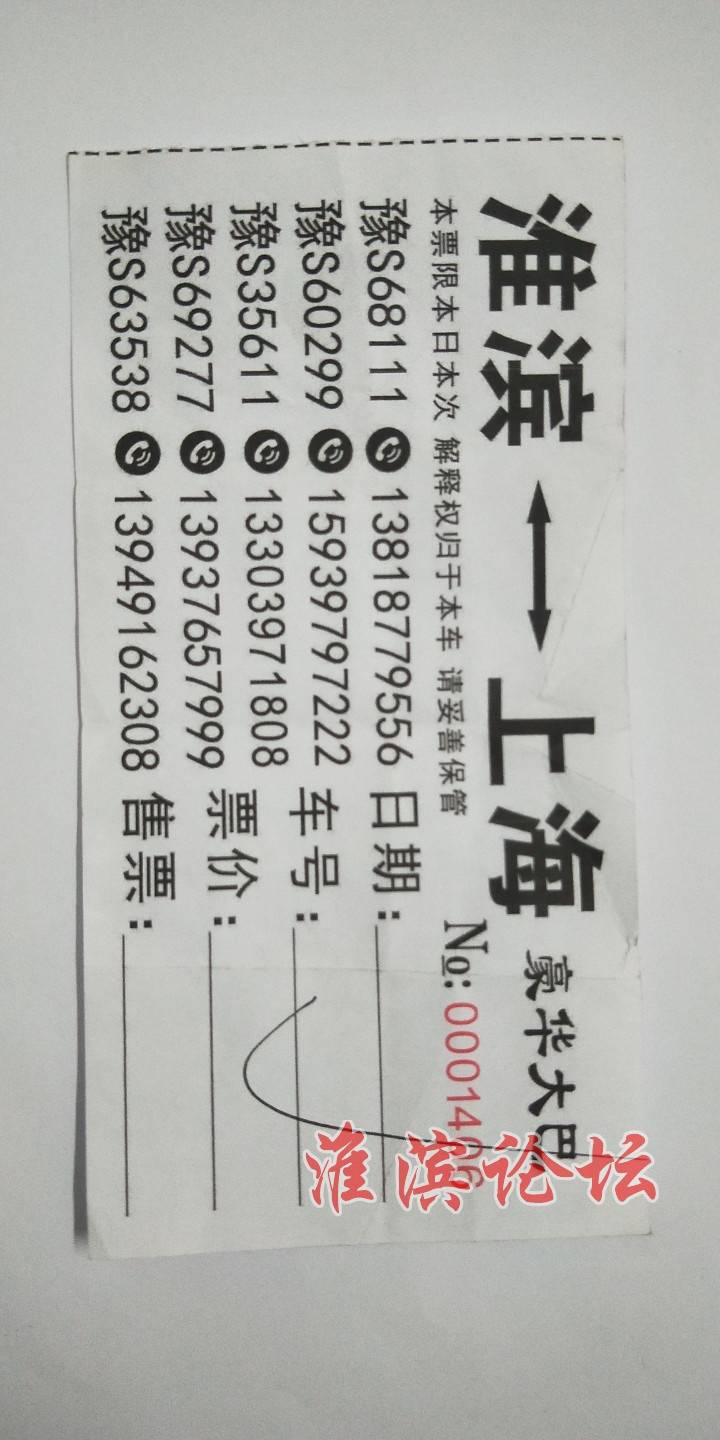 淮滨 ↔ 上海 豪华大巴
本票限本日本次 解释权归于本车 请妥善保管
№: 0001406
豫S68111 13818779556 日期:
豫S60299 15939797222 车号:
豫S35611 13303971808
豫S69277 13937657999 票价:
豫S63538 13949162308 售票:
淮滨论坛